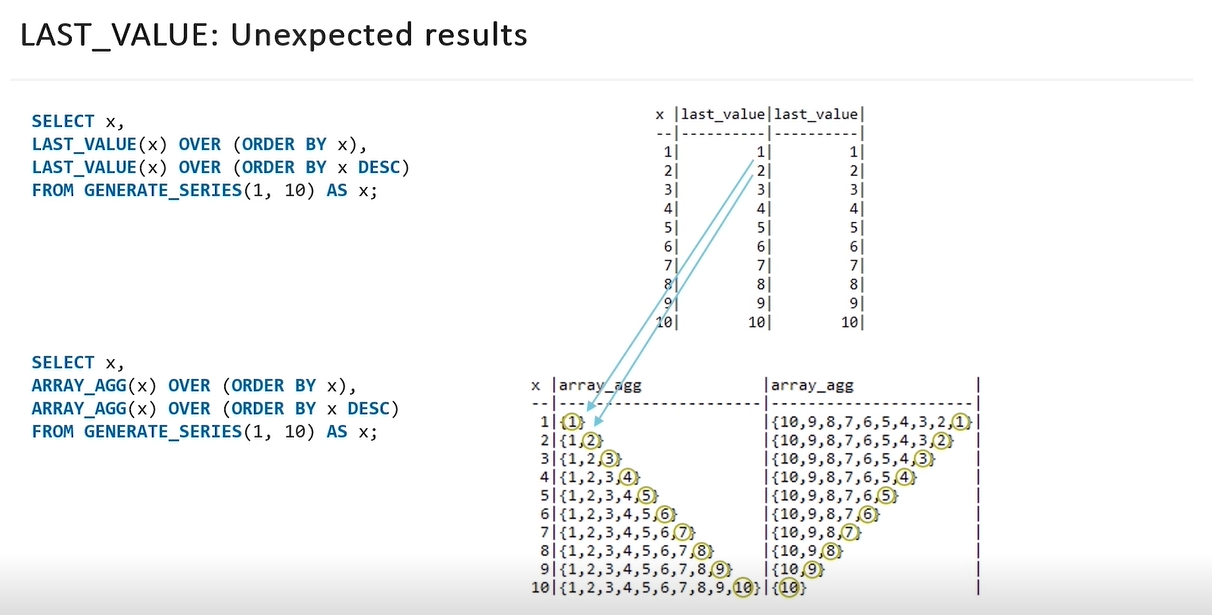 LAST_VALUE: Unexpected results
SELECT x,
LAST_VALUE(x) OVER (ORDER BY x),
LAST_VALUE(x) OVER (ORDER BY x DESC)
FROM GENERATE_SERIES(1, 10) AS x;
x |last_value|last_value|
--|----------|----------|
1| 1| 1|
2| 2| 2|
3| 3| 3|
4| 4| 4|
5| 5| 5|
6| 6| 6|
7| 7| 7|
8| 8| 8|
9| 9| 9|
10| 10| 10|
SELECT x,
ARRAY_AGG(x) OVER (ORDER BY x),
ARRAY_AGG(x) OVER (ORDER BY x DESC)
FROM GENERATE_SERIES(1, 10) AS x;
x |array_agg |array_agg |
--|---------------------|---------------------|
1|{1} |{10,9,8,7,6,5,4,3,2,1}|
2|{1,2} |{10,9,8,7,6,5,4,3,2} |
3|{1,2,3} |{10,9,8,7,6,5,4,3} |
4|{1,2,3,4} |{10,9,8,7,6,5,4} |
5|{1,2,3,4,5} |{10,9,8,7,6,5} |
6|{1,2,3,4,5,6} |{10,9,8,7,6} |
7|{1,2,3,4,5,6,7} |{10,9,8,7} |
8|{1,2,3,4,5,6,7,8} |{10,9,8} |
9|{1,2,3,4,5,6,7,8,9} |{10,9} |
10|{1,2,3,4,5,6,7,8,9,10}|{10} |